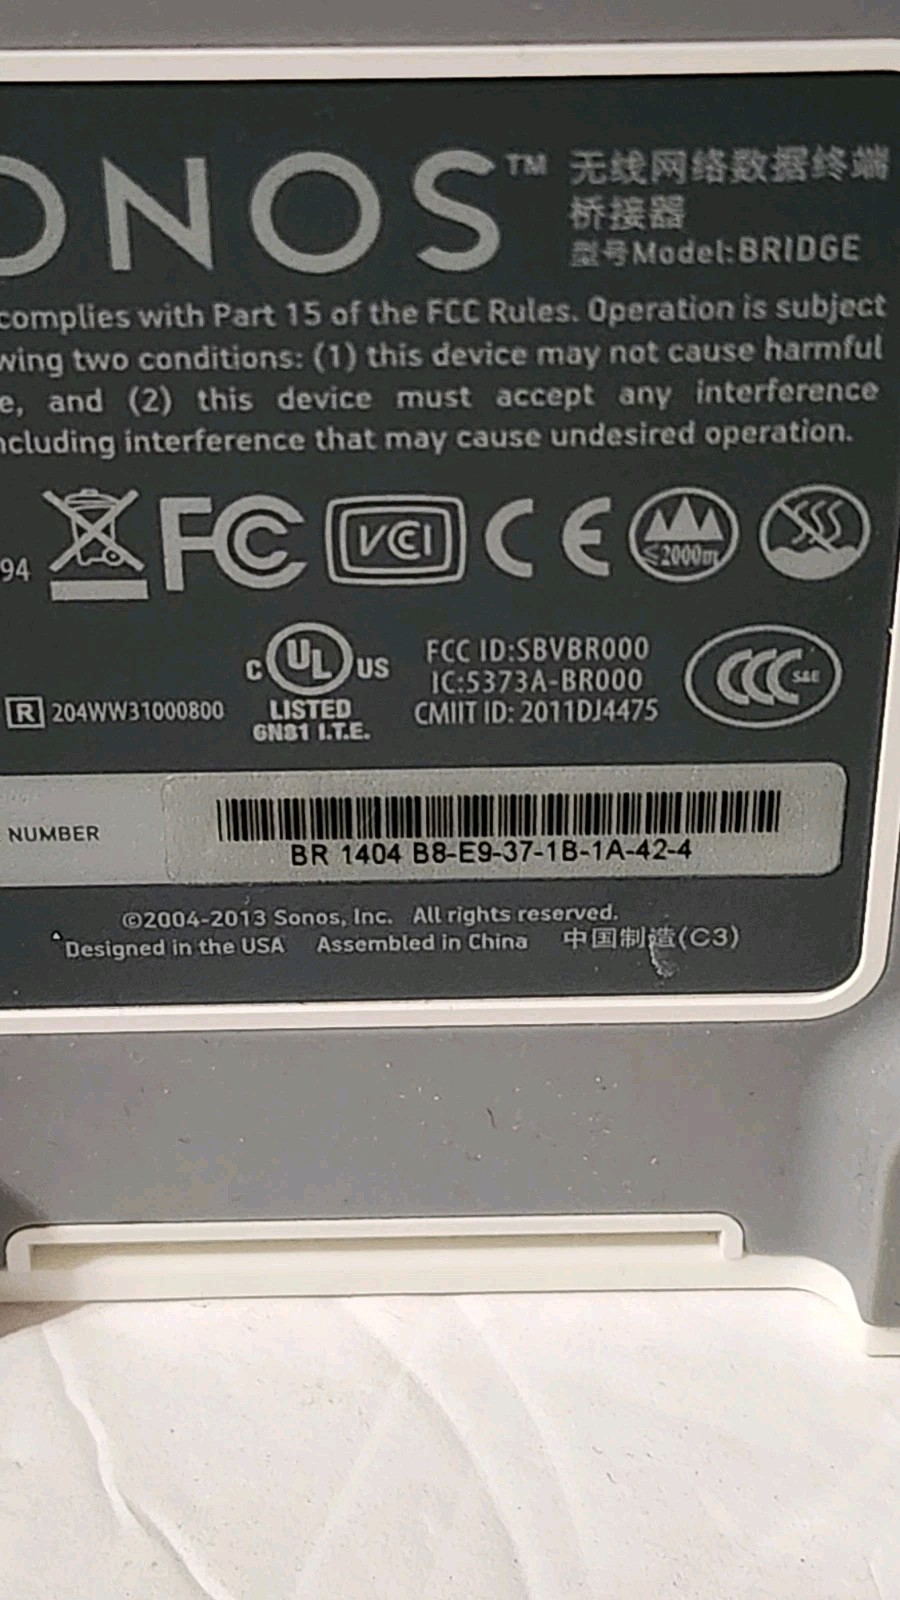 ONOS™ 无线网络数据终端
桥接器
型号Model:BRIDGE
complies with Part 15 of the FCC Rules. Operation is subject
wing two conditions: (1) this device may not cause harmful
e, and (2) this device must accept any interference
ncluding interference that may cause undesired operation.
94 FC VCCI CE ≤2000m
C UL US
LISTED
6N81 I.T.E.
FCC ID:SBVBR000
IC:5373A-BR000
CMIIT ID: 2011DJ4475
CCC S&E
R 204WW31000800
NUMBER
BR 1404 B8-E9-37-1B-1A-42-4
©2004-2013 Sonos, Inc. All rights reserved.
Designed in the USA Assembled in China 中国制造(C3)